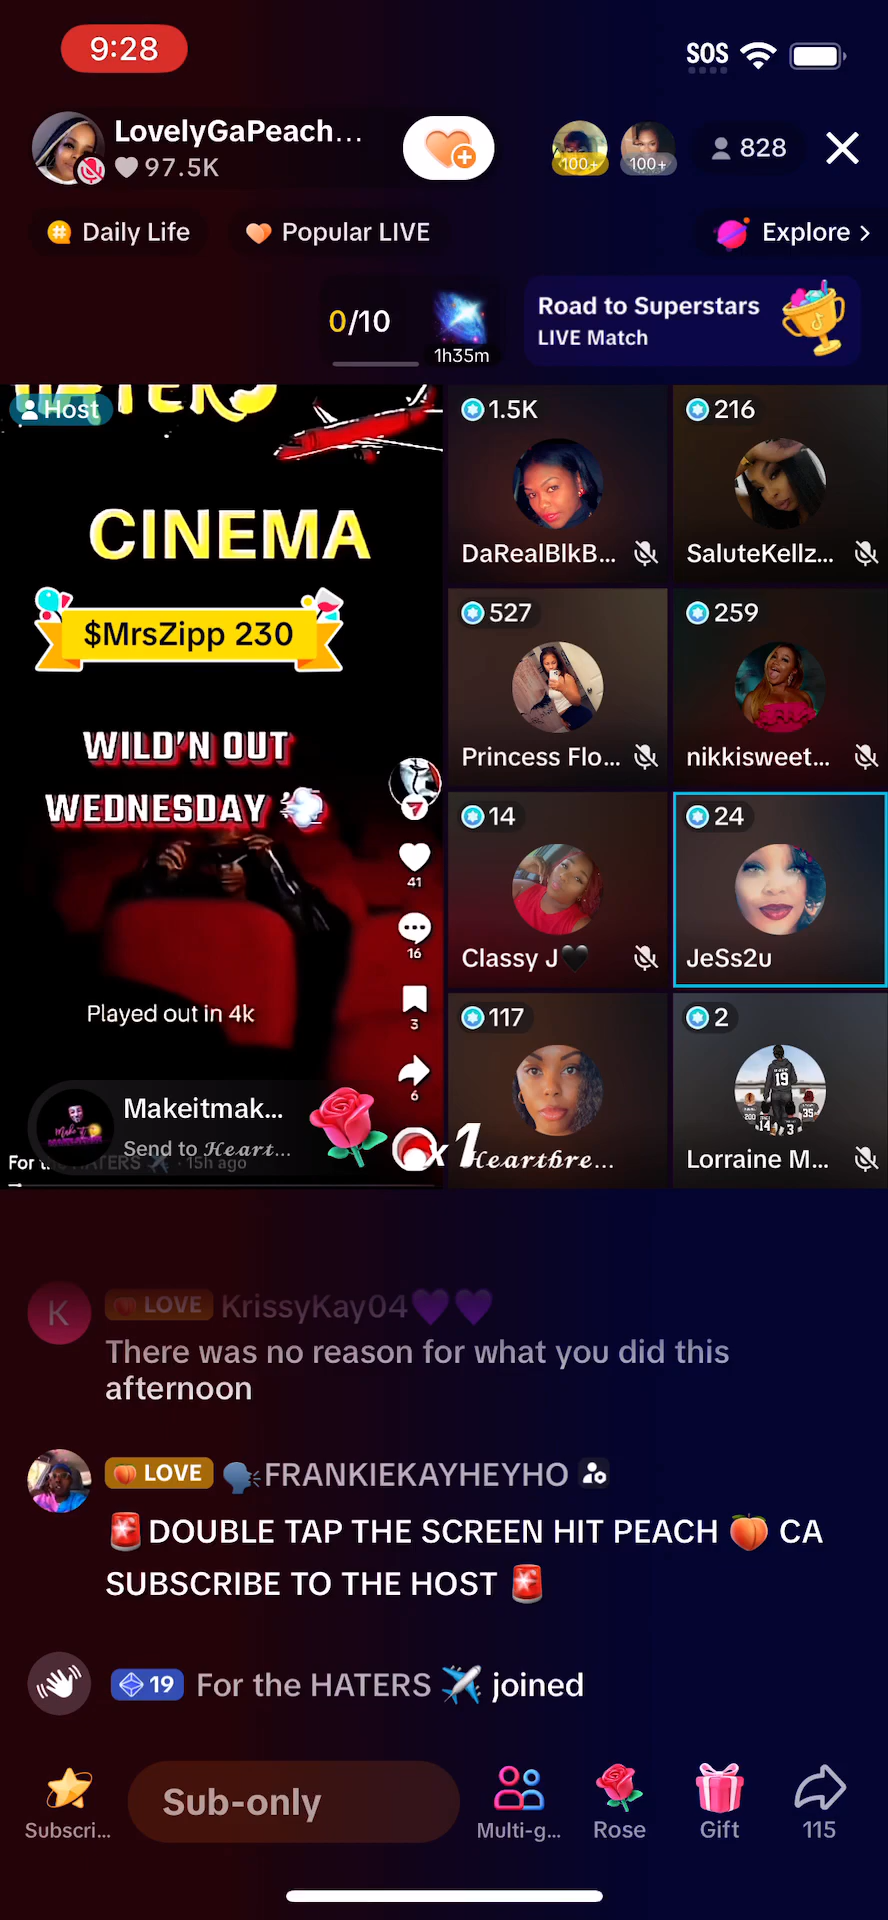 9:28
SOS
LovelyGaPeach...
97.5K
100+
100+
828
Daily Life
Popular LIVE
Explore >
0/10
1h35m
Road to Superstars
LIVE Match
Host
CINEMA
$MrsZipp 230
WILD'N OUT
WEDNESDAY
41
16
3
6
Played out in 4k
Makeitmak...
Send to Heart...
x1
HATERS ✈️ · 15h ago
1.5K
DaRealBlkB...
216
SaluteKellz...
527
Princess Flo...
259
nikkisweet...
14
Classy J🖤
24
JeSs2u
117
Heartbre...
2
Lorraine M...
K
🍑 LOVE KrissyKay04💜💜
There was no reason for what you did this
afternoon
🍑 LOVE 🗣️FRANKIEKAYHEYHO
🚨DOUBLE TAP THE SCREEN HIT PEACH 🍑 CA
SUBSCRIBE TO THE HOST 🚨
19 For the HATERS ✈️ joined
Subscri...
Sub-only
Multi-g...
Rose
Gift
115